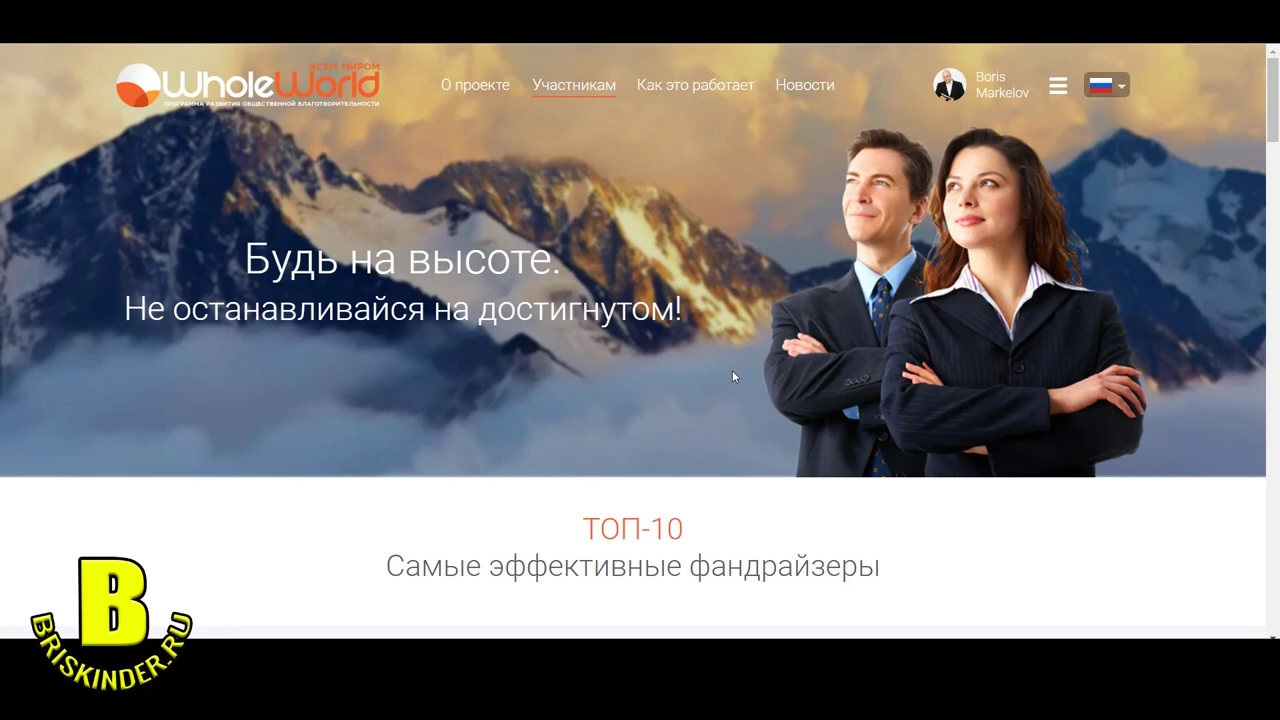 ВСЕМ МИРОМ
WholeWorld
ПРОГРАММА РАЗВИТИЯ ОБЩЕСТВЕННОЙ БЛАГОТВОРИТЕЛЬНОСТИ
О проекте
Участникам
Как это работает
Новости
Boris
Markelov
Будь на высоте.
Не останавливайся на достигнутом!
ТОП-10
Самые эффективные фандрайзеры
B
BRISKINDER.RU